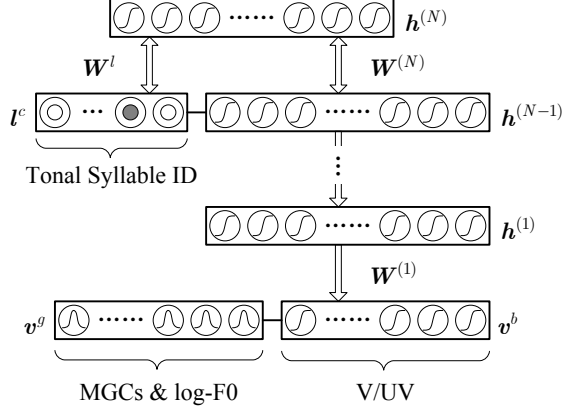 h^{(N)}
W^l W^{(N)}
l^c ... ...... h^{(N−1)}
Tonal Syllable ID
...
...... h^{(1)}
W^{(1)}
v^g ...... ...... v^b
MGCs & log-F0 V/UV